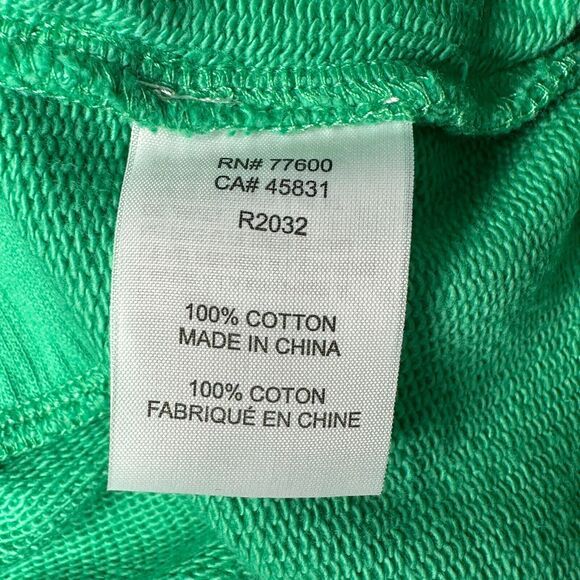 RN# 77600
CA# 45831
R2032
100% COTTON
MADE IN CHINA
100% COTON
FABRIQUÉ EN CHINE